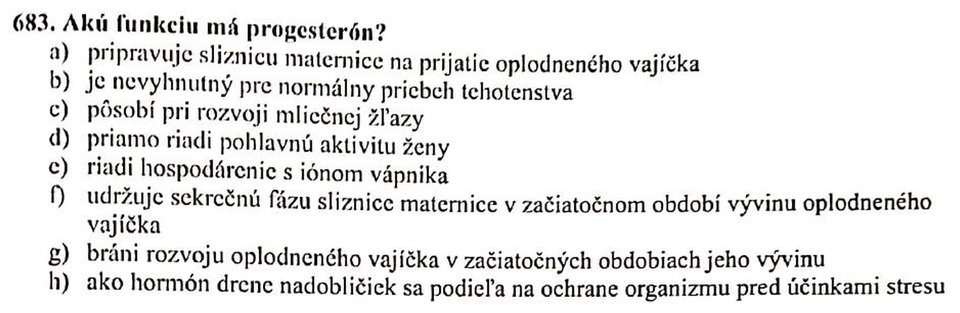 683. Akú funkciu má progesterón?
a) pripravuje sliznicu maternice na prijatie oplodneného vajíčka
b) je nevyhnutný pre normálny priebeh tehotenstva
c) pôsobí pri rozvoji mliečnej žľazy
d) priamo riadi pohlavnú aktivitu ženy
e) riadi hospodárenie s iónom vápnika
f) udržuje sekrečnú fázu sliznice maternice v začiatočnom období vývinu oplodneného
vajíčka
g) bráni rozvoju oplodneného vajíčka v začiatočných obdobiach jeho vývinu
h) ako hormón drene nadobličiek sa podieľa na ochrane organizmu pred účinkami stresu